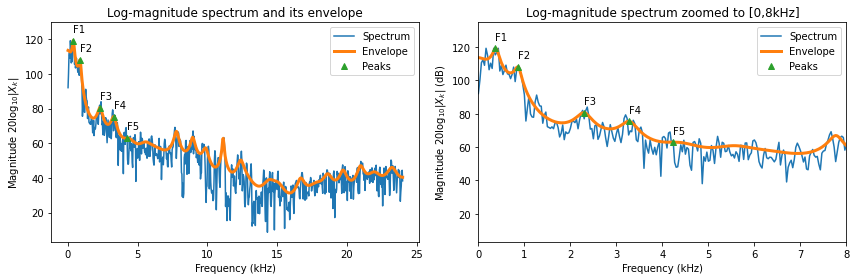 Log-magnitude spectrum and its envelope
Magnitude 20log₁₀|Xₖ|
120
100
80
60
40
20
F1
F2
F3
F4
F5
Spectrum
Envelope
Peaks
0
5
10
15
20
25
Frequency (kHz)
Log-magnitude spectrum zoomed to [0,8kHz]
Magnitude 20log₁₀|Xₖ| (dB)
120
100
80
60
40
20
F1
F2
F3
F4
F5
Spectrum
Envelope
Peaks
0
1
2
3
4
5
6
7
8
Frequency (kHz)